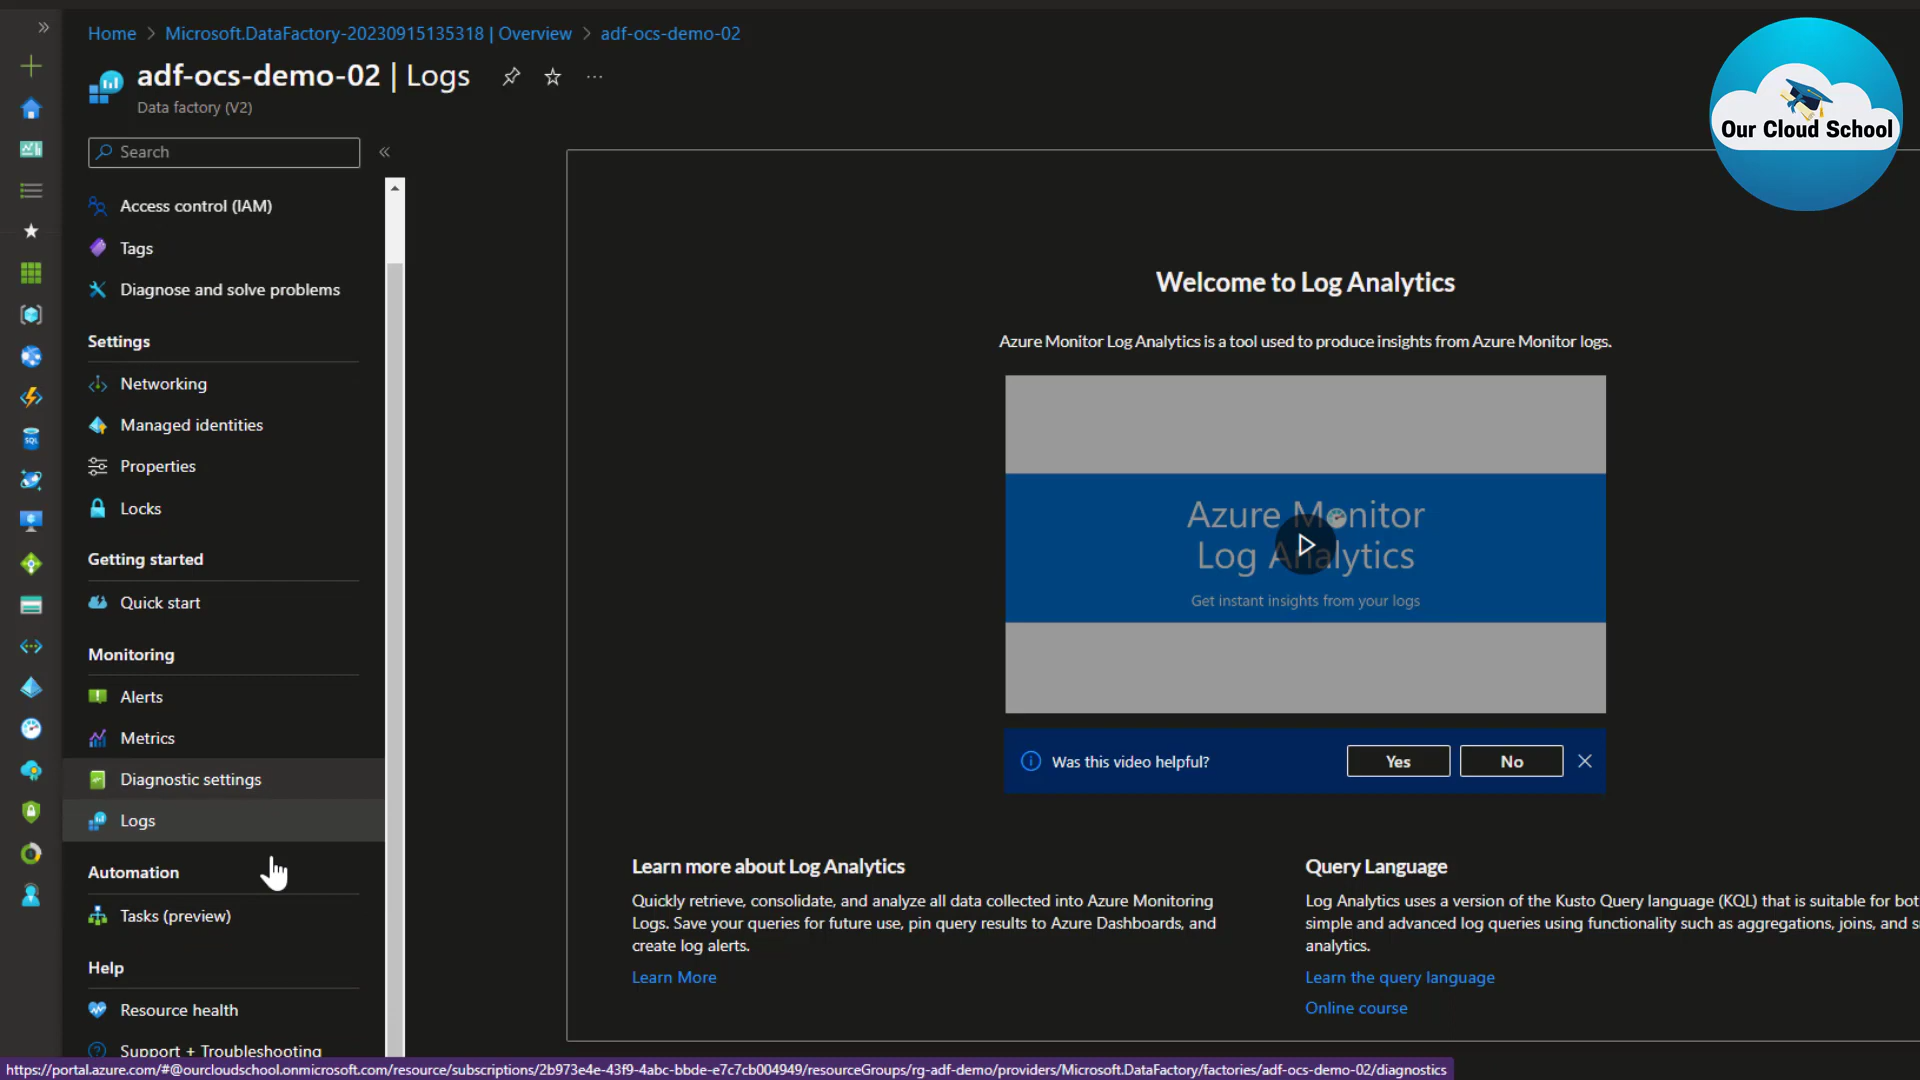 Home > Microsoft.DataFactory-20230915135318 | Overview > adf-ocs-demo-02
adf-ocs-demo-02 | Logs
Data factory (V2)
Our Cloud School
Search
Access control (IAM)
Tags
Diagnose and solve problems
Settings
Networking
Managed identities
Properties
Locks
Getting started
Quick start
Monitoring
Alerts
Metrics
Diagnostic settings
Logs
Automation
Tasks (preview)
Help
Resource health
Support + Troubleshooting
SQL
Welcome to Log Analytics
Azure Monitor Log Analytics is a tool used to produce insights from Azure Monitor logs.
Azure Monitor
Log Analytics
Get instant insights from your logs
Was this video helpful?
Yes
No
Learn more about Log Analytics
Quickly retrieve, consolidate, and analyze all data collected into Azure Monitoring
Logs. Save your queries for future use, pin query results to Azure Dashboards, and
create log alerts.
Learn More
Query Language
Log Analytics uses a version of the Kusto Query language (KQL) that is suitable for bot
simple and advanced log queries using functionality such as aggregations, joins, and s
analytics.
Learn the query language
Online course
https://portal.azure.com/#@ourcloudschool.onmicrosoft.com/resource/subscriptions/2b973e4e-43f9-4abc-bbde-e7c7cb004949/resourceGroups/rg-adf-demo/providers/Microsoft.DataFactory/factories/adf-ocs-demo-02/diagnostics